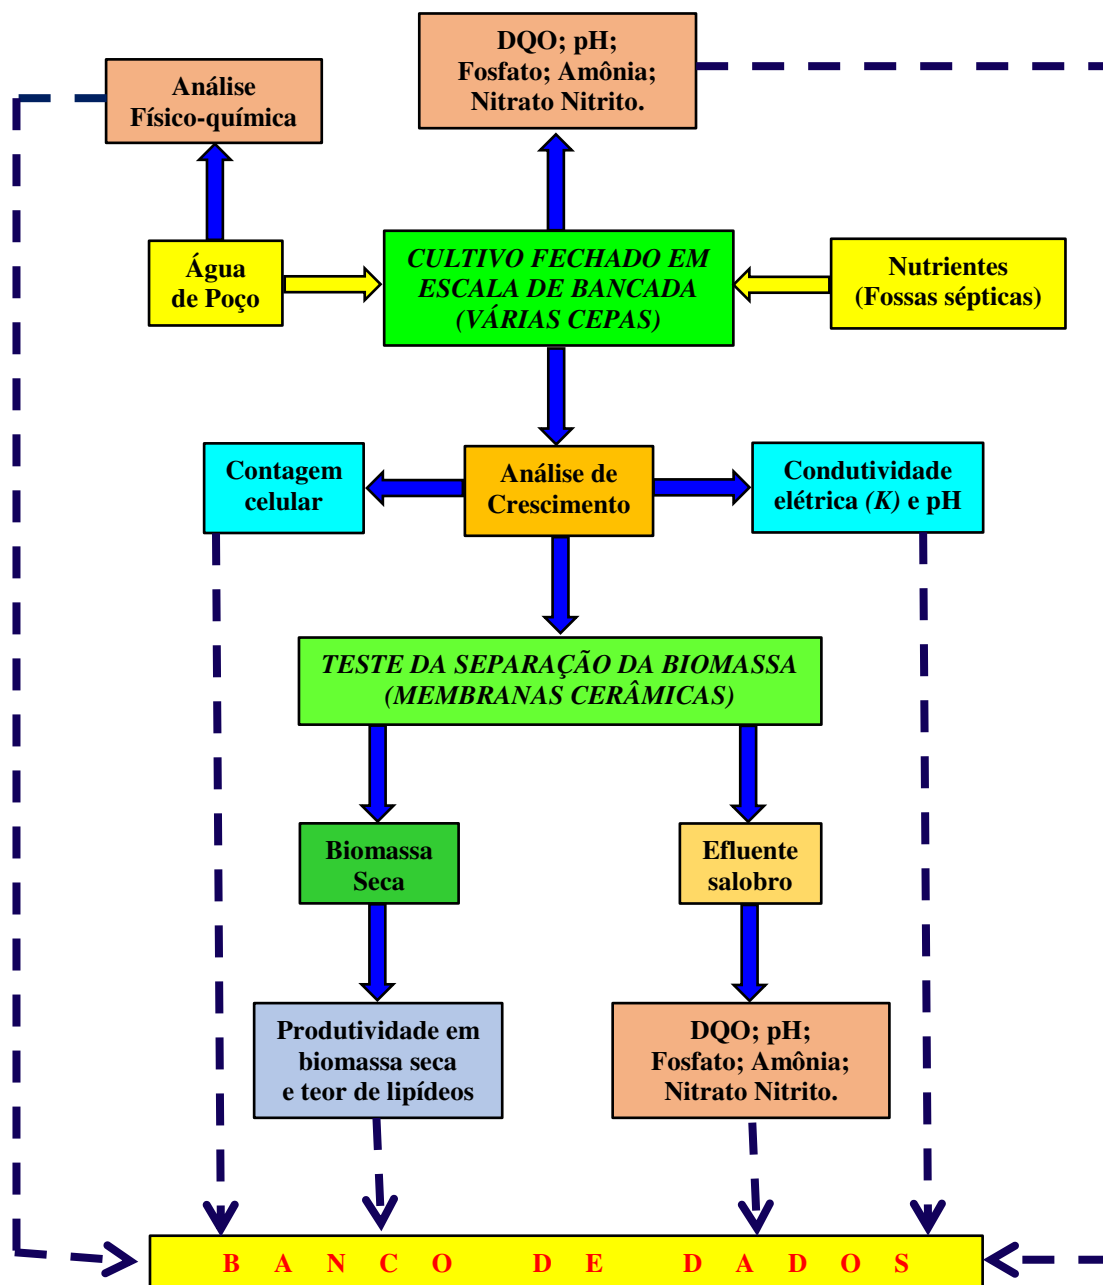 DQO; pH;
Fosfato; Amônia;
Nitrato Nitrito.
Análise
Físico-química
Água
de Poço
CULTIVO FECHADO EM
ESCALA DE BANCADA
(VÁRIAS CEPAS)
Nutrientes
(Fossas sépticas)
Contagem
celular
Análise de
Crescimento
Condutividade
elétrica (K) e pH
TESTE DA SEPARAÇÃO DA BIOMASSA
(MEMBRANAS CERÂMICAS)
Biomassa
Seca
Efluente
salobro
Produtividade em
biomassa seca
e teor de lipídeos
DQO; pH;
Fosfato; Amônia;
Nitrato Nitrito.
B A N C O D E D A D O S